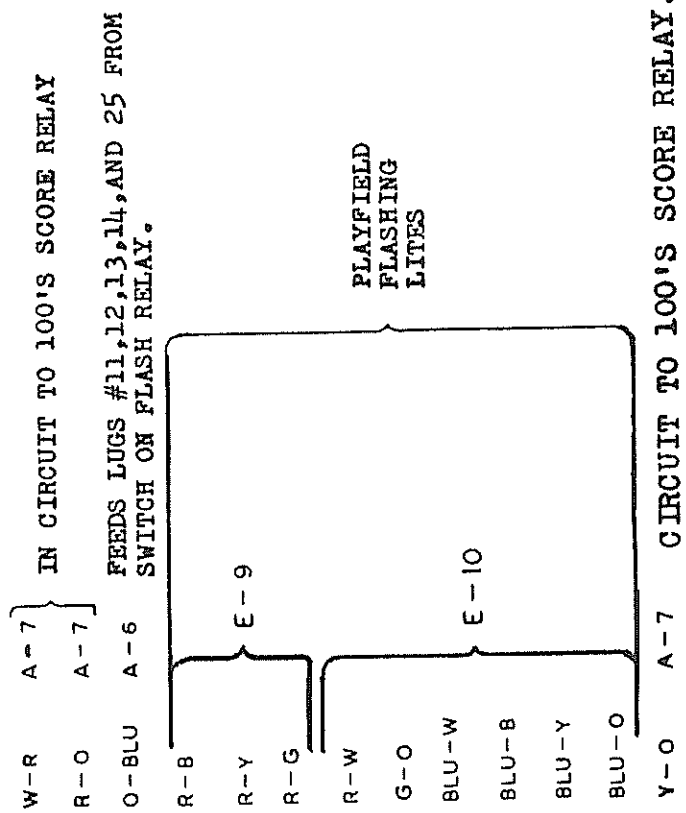 W-R A-7
IN CIRCUIT TO 100'S SCORE RELAY
R-O A-7
O-BLU A-6 FEEDS LUGS #11,12,13,14,AND 25 FROM
SWITCH ON FLASH RELAY.
R-B
R-Y E-9
R-G
PLAYFIELD
FLASHING
LITES
R-W
G-O
BLU-W
E-10
BLU-B
BLU-Y
BLU-O
Y-O A-7 CIRCUIT TO 100'S SCORE RELAY.